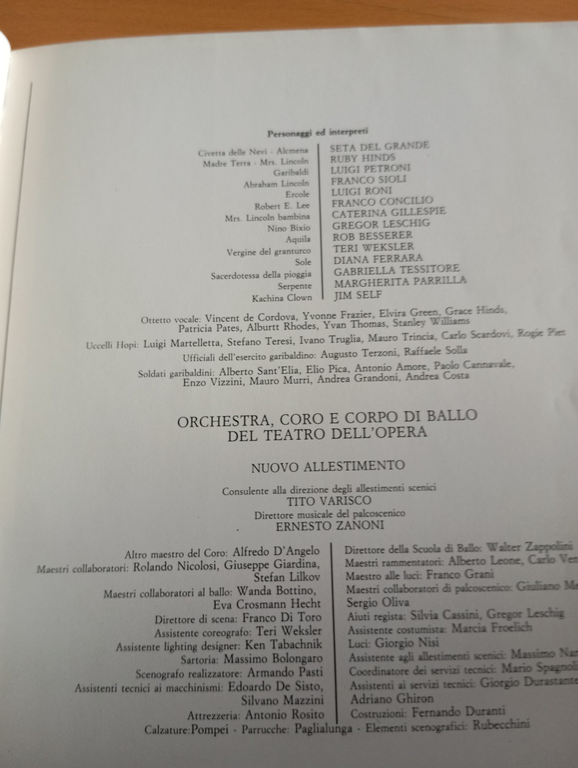 Personaggi ed interpreti
Civetta delle Nevi - Alcmena SETA DEL GRANDE
Madre Terra - Mrs. Lincoln RUBY HINDS
Garibaldi LUIGI PETRONI
Abraham Lincoln FRANCO SIOLI
Ercole LUIGI RONI
Robert E. Lee FRANCO CONCILIO
Mrs. Lincoln bambina CATERINA GILLESPIE
Nino Bixio GREGOR LESCHIG
Aquila ROB BESSERER
Vergine del granturco TERI WEKSLER
Sole DIANA FERRARA
Sacerdotessa della pioggia GABRIELLA TESSITORE
Serpente MARGHERITA PARRILLA
Kachina Clown JIM SELF
Ottetto vocale: Vincent de Cordova, Yvonne Frazier, Elvira Green, Grace Hinds,
Patricia Pates, Alburtt Rhodes, Yvan Thomas, Stanley Williams
Uccelli Hopi: Luigi Martelletta, Stefano Teresi, Ivano Truglia, Mauro Trincia, Carlo Scardovi, Rogie Pier
Ufficiali dell'esercito garibaldino: Augusto Terzoni, Raffaele Solla
Soldati garibaldini: Alberto Sant'Elia, Elio Pica, Antonio Amore, Paolo Cannavale,
Enzo Vizzini, Mauro Murri, Andrea Grandoni, Andrea Costa
ORCHESTRA, CORO E CORPO DI BALLO
DEL TEATRO DELL'OPERA
NUOVO ALLESTIMENTO
Consulente alla direzione degli allestimenti scenici
TITO VARISCO
Direttore musicale del palcoscenico
ERNESTO ZANONI
Altro maestro del Coro: Alfredo D'Angelo
Maestri collaboratori: Rolando Nicolosi, Giuseppe Giardina,
Stefan Lilkov
Maestri collaboratori al ballo: Wanda Bottino,
Eva Crosmann Hecht
Direttore di scena: Franco Di Toro
Assistente coreografo: Teri Weksler
Assistente lighting designer: Ken Tabachnik
Sartoria: Massimo Bolongaro
Scenografo realizzatore: Armando Pasti
Assistenti tecnici ai macchinismi: Edoardo De Sisto,
Silvano Mazzini
Attrezzeria: Antonio Rosito
Direttore della Scuola di Ballo: Walter Zappolini
Maestri rammentatori: Alberto Leone, Carlo Ven
Maestro alle luci: Franco Grani
Maestri collaboratori di palcoscenico: Giuliano Me
Sergio Oliva
Aiuti regista: Silvia Cassini, Gregor Leschig
Assistente costumista: Marcia Froelich
Luci: Giorgio Nisi
Assistente agli allestimenti scenici: Massimo Nar
Coordinatore dei servizi tecnici: Mario Spagnoli
Assistenti ai servizi tecnici: Giorgio Durastante
Adriano Ghiron
Costruzioni: Fernando Duranti
Calzature: Pompei - Parrucche: Paglialunga - Elementi scenografici: Rubecchini